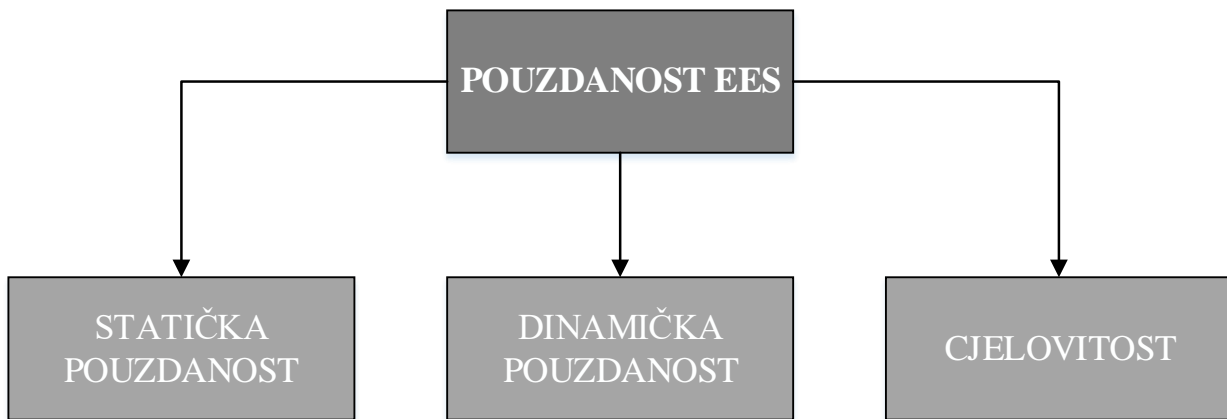 POUZDANOST EES
STATIČKA
POUZDANOST
DINAMIČKA
POUZDANOST
CJELOVITOST